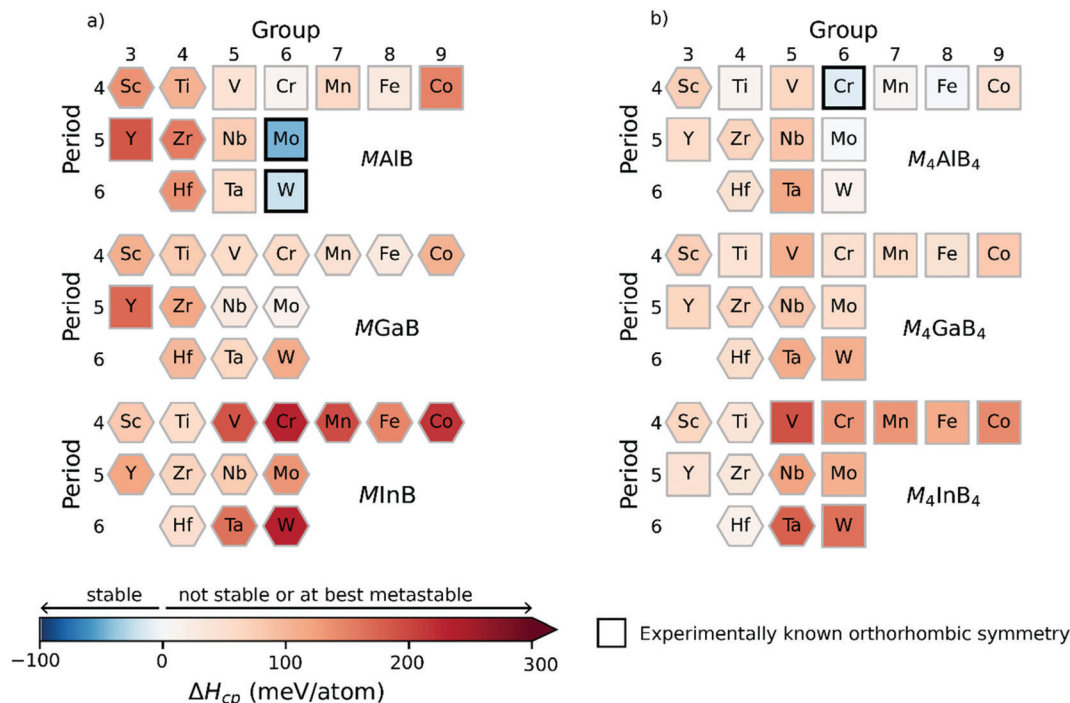 a)
Group
3 4 5 6 7 8 9
4 Sc Ti V Cr Mn Fe Co
Period
5 Y Zr Nb Mo
MAlB
6 Hf Ta W
4 Sc Ti V Cr Mn Fe Co
Period
5 Y Zr Nb Mo
MGaB
6 Hf Ta W
4 Sc Ti V Cr Mn Fe Co
Period
5 Y Zr Nb Mo
MInB
6 Hf Ta W
b)
Group
3 4 5 6 7 8 9
4 Sc Ti V Cr Mn Fe Co
Period
5 Y Zr Nb Mo
M₄AlB₄
6 Hf Ta W
4 Sc Ti V Cr Mn Fe Co
Period
5 Y Zr Nb Mo
M₄GaB₄
6 Hf Ta W
4 Sc Ti V Cr Mn Fe Co
Period
5 Y Zr Nb Mo
M₄InB₄
6 Hf Ta W
stable not stable or at best metastable
−100 0 100 200 300
ΔHcp (meV/atom)
Experimentally known orthorhombic symmetry